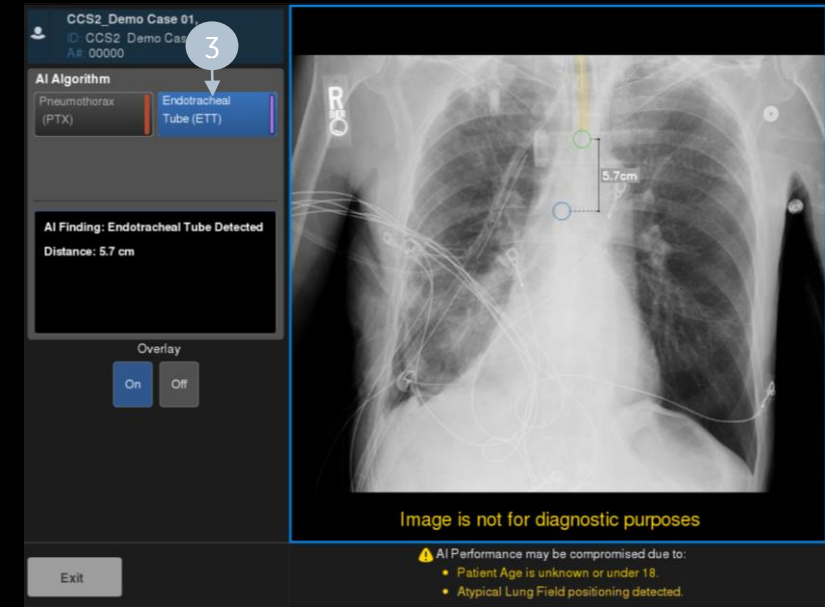 CCS2_Demo Case 01,
ID: CCS2 Demo Cas
A#: 00000
3
AI Algorithm
Pneumothorax
(PTX)
Endotracheal
Tube (ETT)
AI Finding: Endotracheal Tube Detected
Distance: 5.7 cm
Overlay
On
Off
Exit
R
5.7cm
Image is not for diagnostic purposes
AI Performance may be compromised due to:
Patient Age is unknown or under 18.
Atypical Lung Field positioning detected.